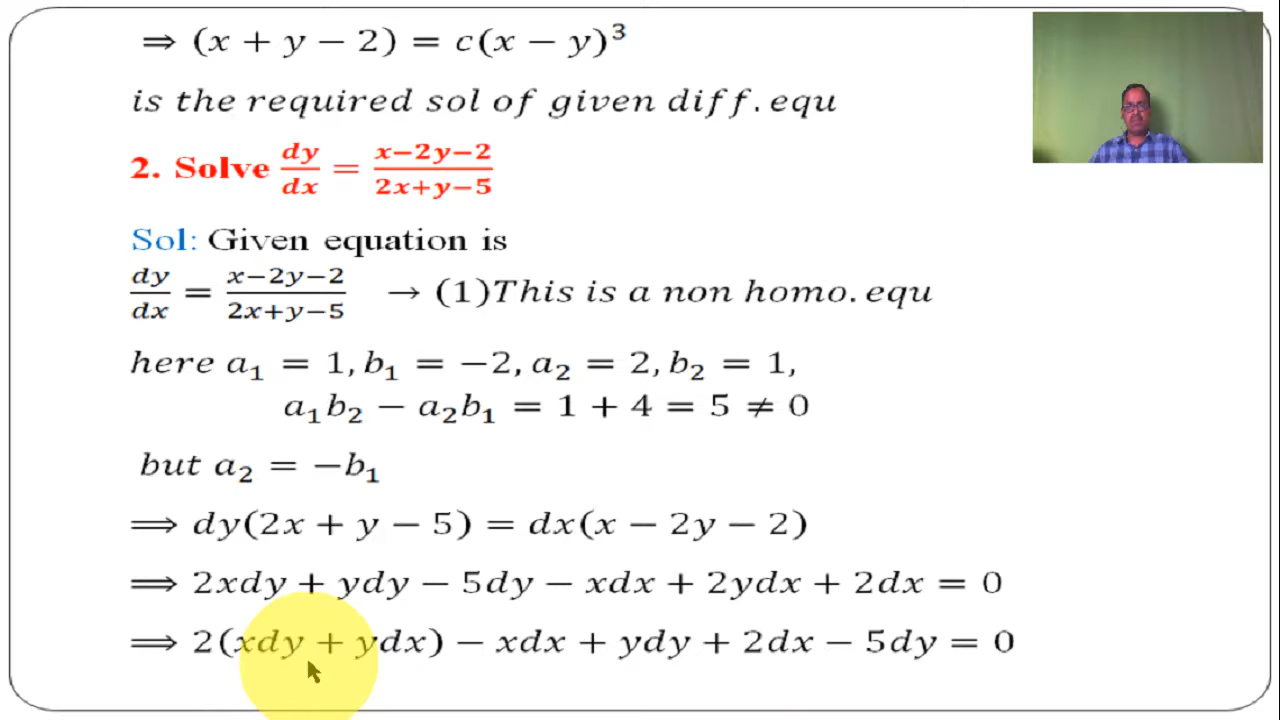 ⇒ (x + y − 2) = c(x − y)³
is the required sol of given diff.equ
2. Solve dy/dx = x−2y−2/2x+y−5
Sol: Given equation is
dy/dx = x−2y−2/2x+y−5 → (1)This is a non homo.equ
here a₁ = 1, b₁ = −2, a₂ = 2, b₂ = 1,
a₁b₂ − a₂b₁ = 1 + 4 = 5 ≠ 0
but a₂ = −b₁
⟹ dy(2x + y − 5) = dx(x − 2y − 2)
⟹ 2xdy + ydy − 5dy − xdx + 2ydx + 2dx = 0
⟹ 2(xdy + ydx) − xdx + ydy + 2dx − 5dy = 0